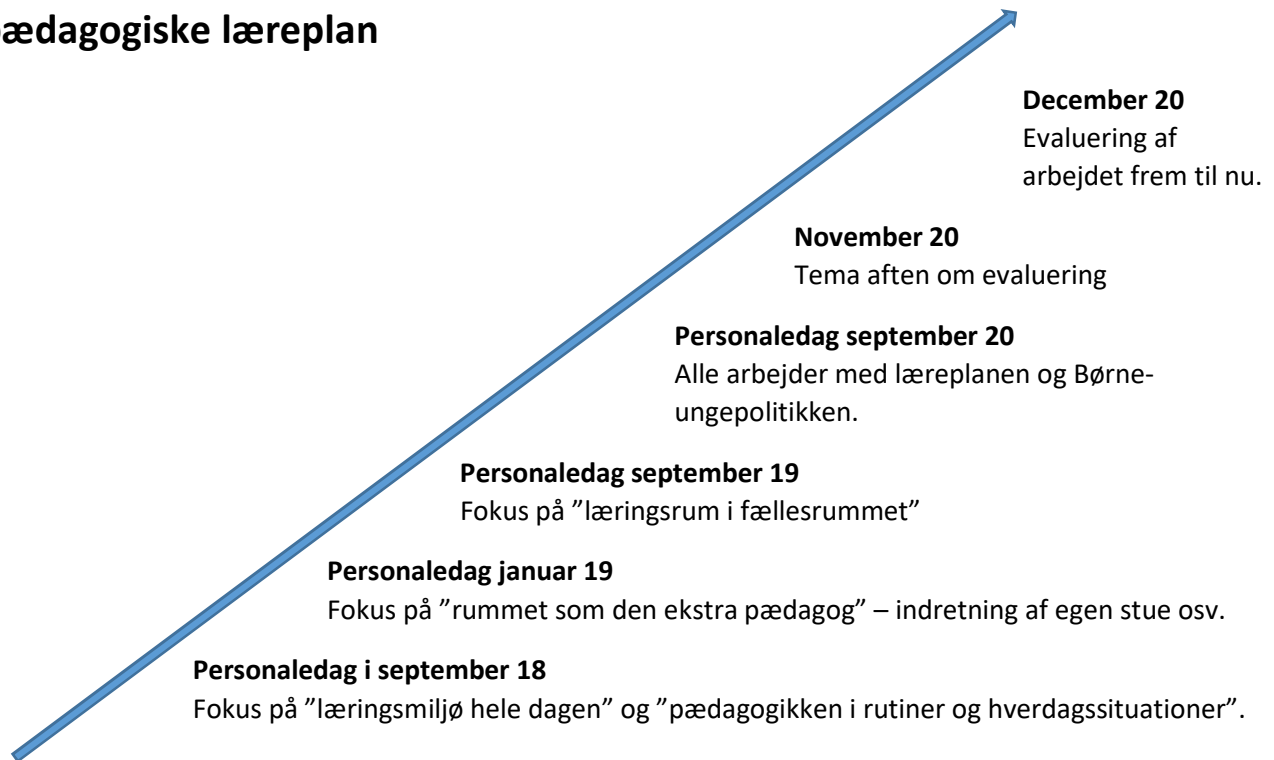 læreplan
December 20
Evaluering af
arbejdet frem til nu.
November 20
Tema aften om evaluering
Personaledag september 20
Alle arbejder med læreplanen og Børne-
ungepolitikken.
Personaledag september 19
Fokus på ”læringsrum i fællesrummet”
Personaledag januar 19
Fokus på ”rummet som den ekstra pædagog” – indretning af egen stue osv.
Personaledag i september 18
Fokus på ”læringsmiljø hele dagen” og ”pædagogikken i rutiner og hverdagssituationer”.